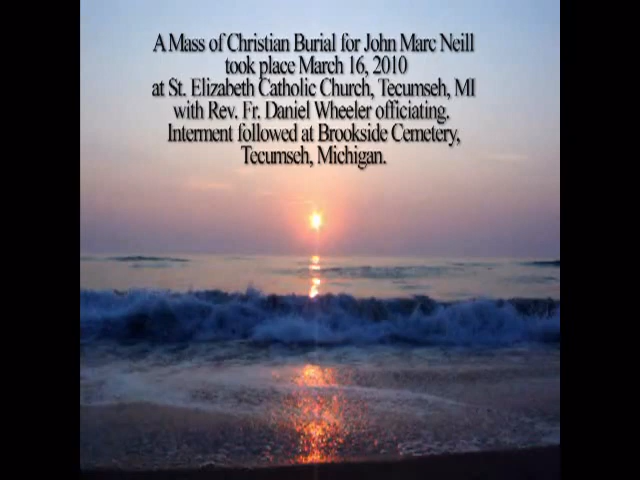 A Mass of Christian Burial for John Marc Neill
took place March 16, 2010
at St. Elizabeth Catholic Church, Tecumseh, MI
with Rev. Fr. Daniel Wheeler officiating.
Interment followed at Brookside Cemetery,
Tecumseh, Michigan.